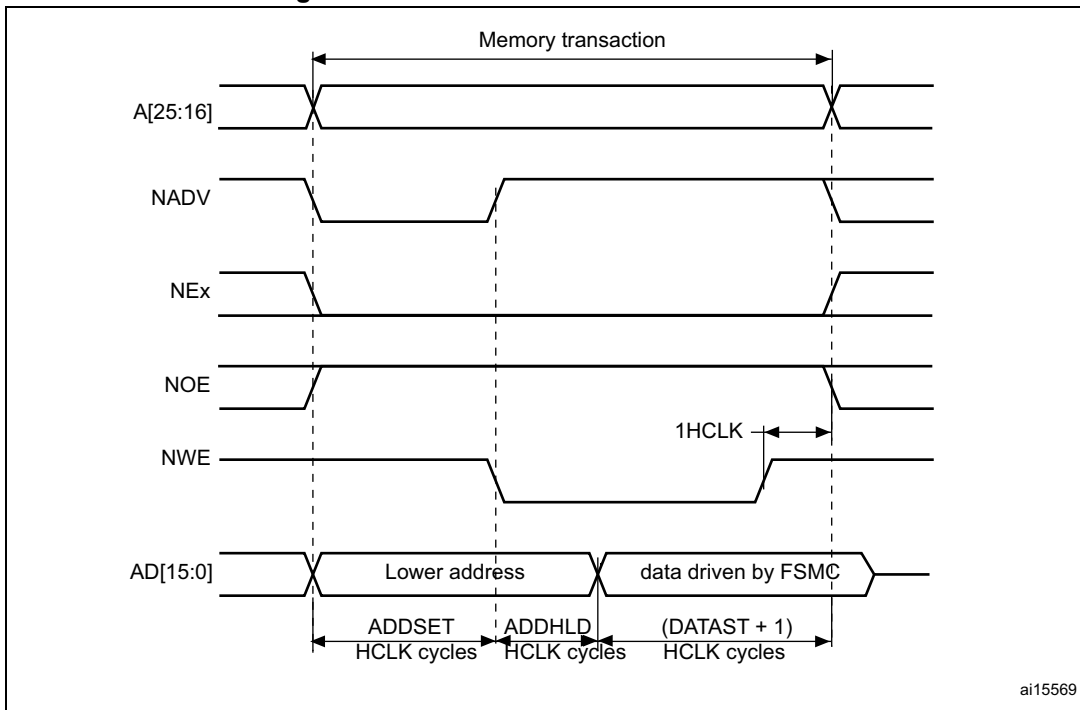 Memory transaction
A[25:16]
NADV
NEx
NOE
1HCLK
NWE
AD[15:0]
Lower address
data driven by FSMC
ADDSET
ADDHLD
(DATAST + 1)
HCLK cycles
HCLK cycles
HCLK cycles
ai15569